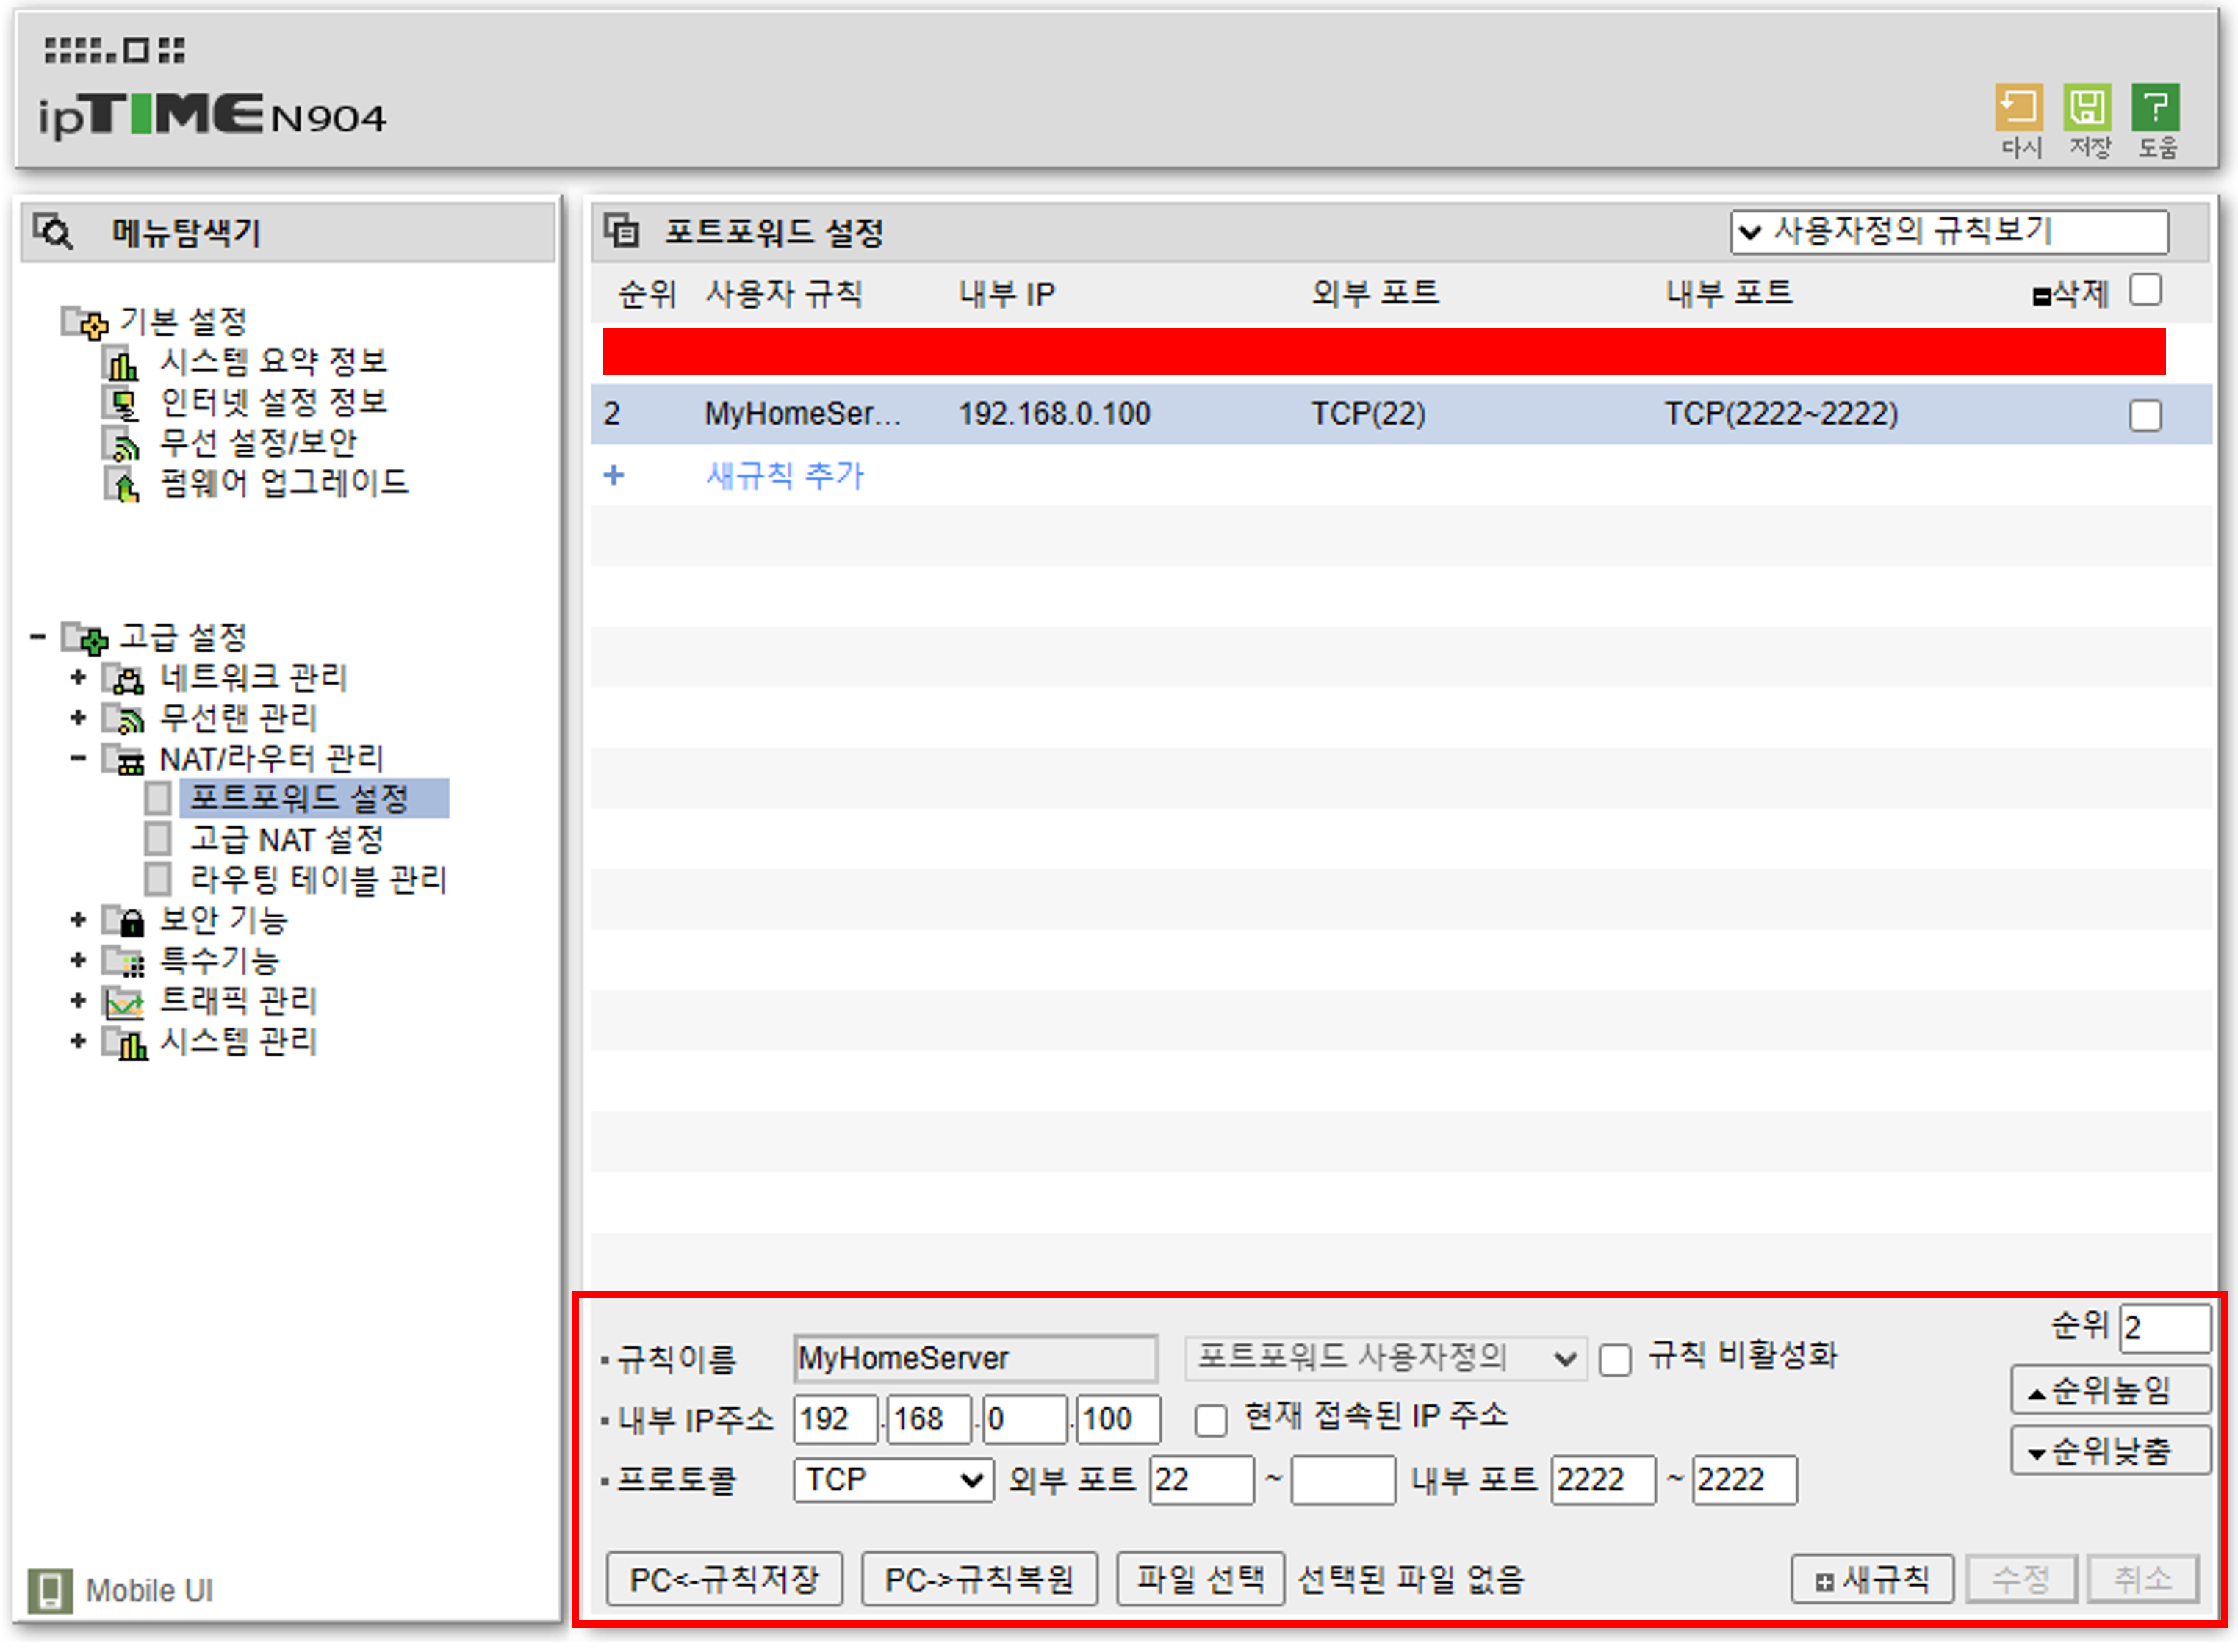 ipTIME N904
다시 저장 도움
메뉴탐색기
기본 설정
시스템 요약 정보
인터넷 설정 정보
무선 설정/보안
펌웨어 업그레이드
고급 설정
네트워크 관리
무선랜 관리
NAT/라우터 관리
포트포워드 설정
고급 NAT 설정
라우팅 테이블 관리
보안 기능
특수기능
트래픽 관리
시스템 관리
Mobile UI
포트포워드 설정 사용자정의 규칙보기
순위 사용자 규칙 내부 IP 외부 포트 내부 포트 삭제
2 MyHomeSer... 192.168.0.100 TCP(22) TCP(2222~2222)
+ 새규칙 추가
순위 2
규칙이름 MyHomeServer 포트포워드 사용자정의 규칙 비활성화
▲순위높임
내부 IP주소 192 . 168 . 0 . 100 현재 접속된 IP 주소
▼순위낮춤
프로토콜 TCP 외부 포트 22 ~ 내부 포트 2222 ~ 2222
PC<-규칙저장 PC->규칙복원 파일 선택 선택된 파일 없음 새규칙 수정 취소